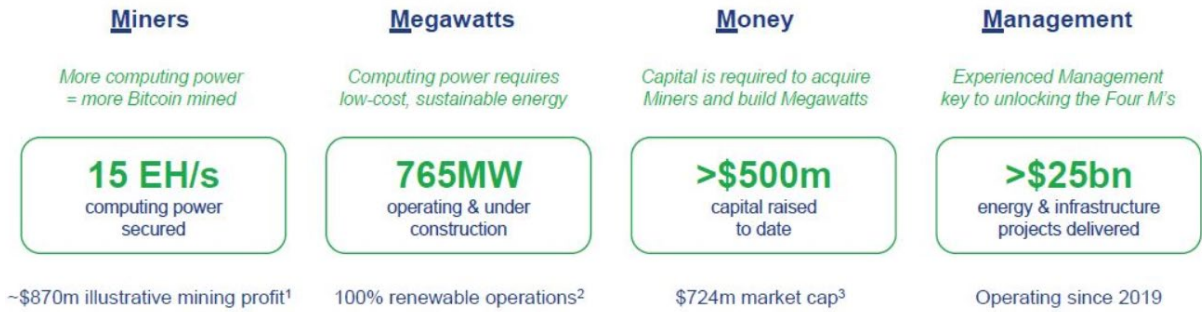 Miners
More computing power
= more Bitcoin mined
15 EH/s
computing power
secured
~$870m illustrative mining profit¹
Megawatts
Computing power requires
low-cost, sustainable energy
765MW
operating & under
construction
100% renewable operations²
Money
Capital is required to acquire
Miners and build Megawatts
>$500m
capital raised
to date
$724m market cap³
Management
Experienced Management
key to unlocking the Four M's
>$25bn
energy & infrastructure
projects delivered
Operating since 2019